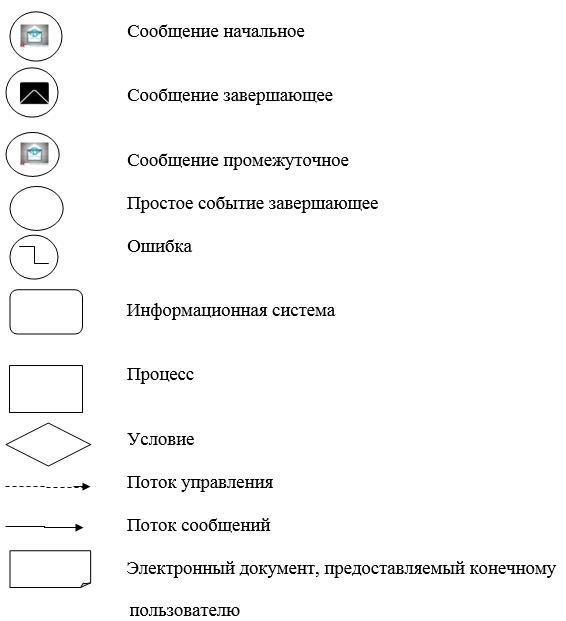 Сообщение начальное
Сообщение завершающее
Сообщение промежуточное
Простое событие завершающее
Ошибка
Информационная система
Процесс
Условие
Поток управления
Поток сообщений
Электронный документ, предоставляемый конечному
пользователю